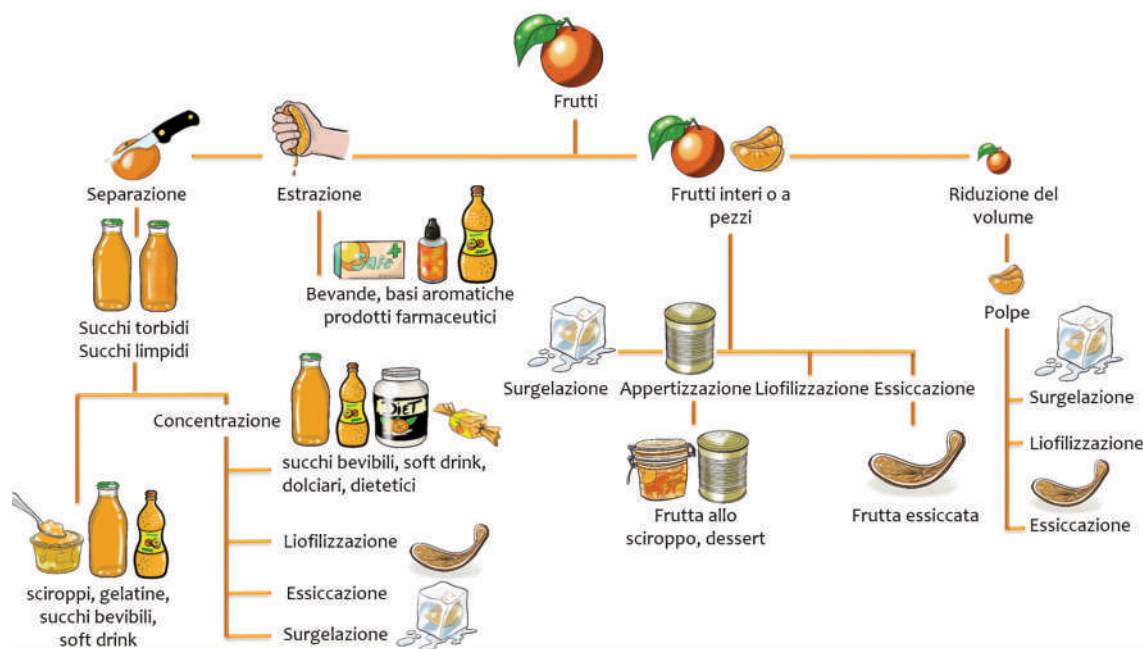 Frutti
Separazione
Estrazione
Frutti interi o a
pezzi
Riduzione del
volume
Safe
Bevande, basi aromatiche
prodotti farmaceutici
Succhi torbidi
Succhi limpidi
Polpe
Surgelazione
Appertizzazione
Liofilizzazione
Essiccazione
Surgelazione
Liofilizzazione
Essiccazione
Concentrazione
DiET
succhi bevibili, soft drink,
dolciari, dietetici
Frutta allo
sciroppo, dessert
Frutta essiccata
Liofilizzazione
Essiccazione
Surgelazione
sciroppi, gelatine,
succhi bevibili,
soft drink